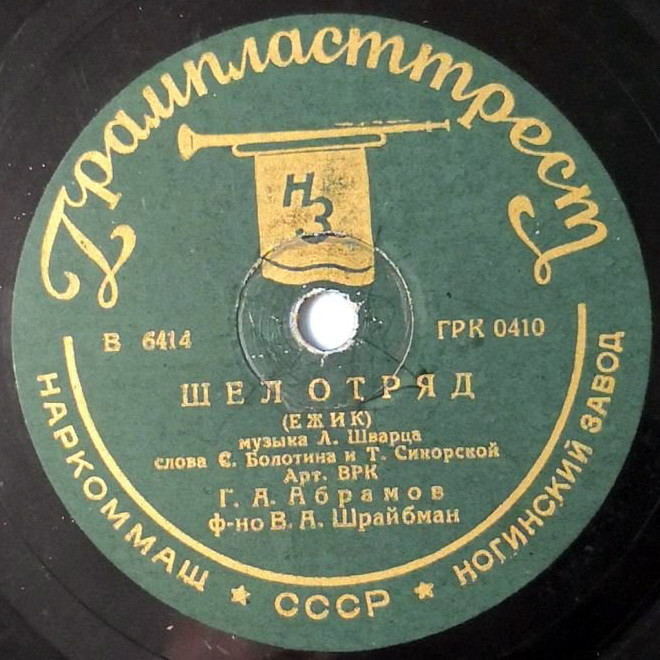 Грампласттрест
НЗ
В 6414
ГРК 0410
ШЕЛ ОТРЯД
(ЕЖИК)
музыка Л. Шварца
слова С. Болотина и Т. Сикорской
Арт. ВРК
Г. А. Абрамов
ф-но В. А. Шрайбман
НАРКОММАШ ★ СССР ★ НОГИНСКИЙ ЗАВОД